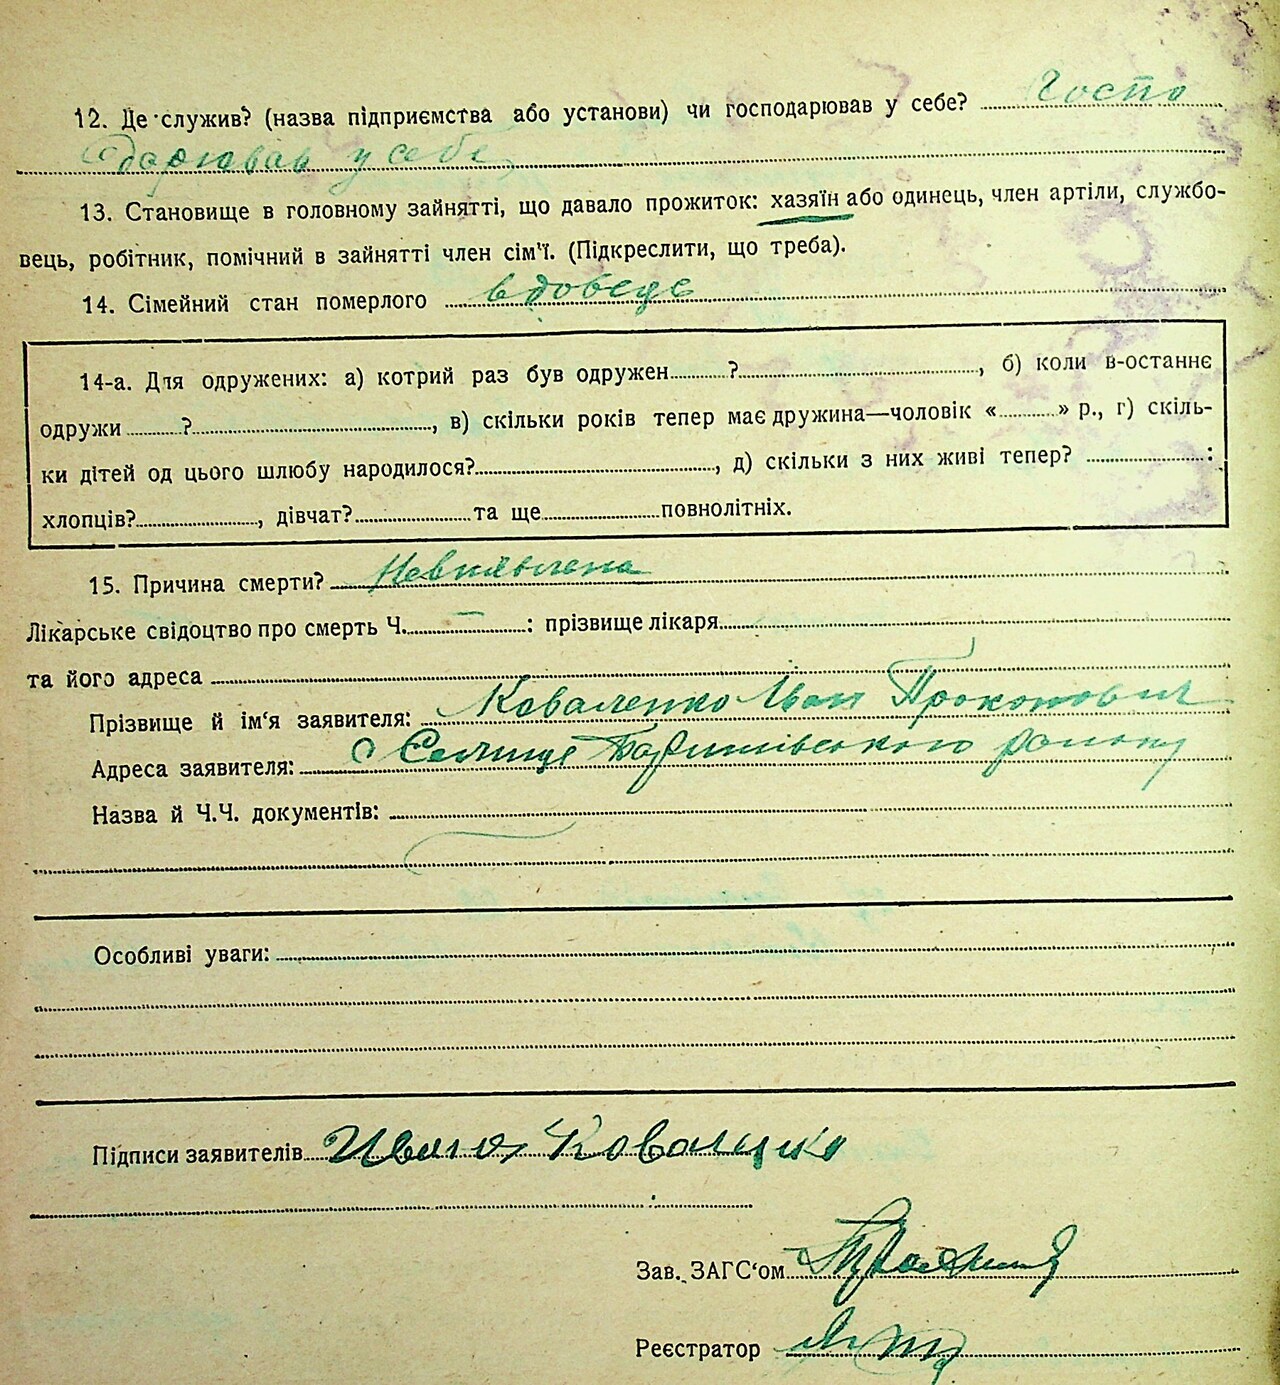 12. Де служив? (назва підприємства або установи) чи господарював у себе? Госпо
дарював у себе
13. Становище в головному зайнятті, що давало прожиток: хазяїн або одинець, член артіли, службо-
вець, робітник, помічний в зайнятті член сім'ї. (Підкреслити, що треба).
14. Сімейний стан померлого вдовець
14-а. Для одружених: а) котрий раз був одружен ? , б) коли в-останнє
одружи ? , в) скільки років тепер має дружина—чоловік « » р., г) скіль-
ки дітей од цього шлюбу народилося? , д) скільки з них живі тепер? :
хлопців? , дівчат? та ще повнолітніх.
15. Причина смерти? Невиявлена
Лікарське свідоцтво про смерть Ч. — : прізвище лікаря
та його адреса
Прізвище й ім'я заявителя: Коваленко Іван Прокопович
Адреса заявителя: с Селище Баришівського району
Назва й Ч.Ч. документів:
Особливі уваги:
Підписи заявителів Иван Коваленко
Зав. ЗАГС'ом
Реєстратор